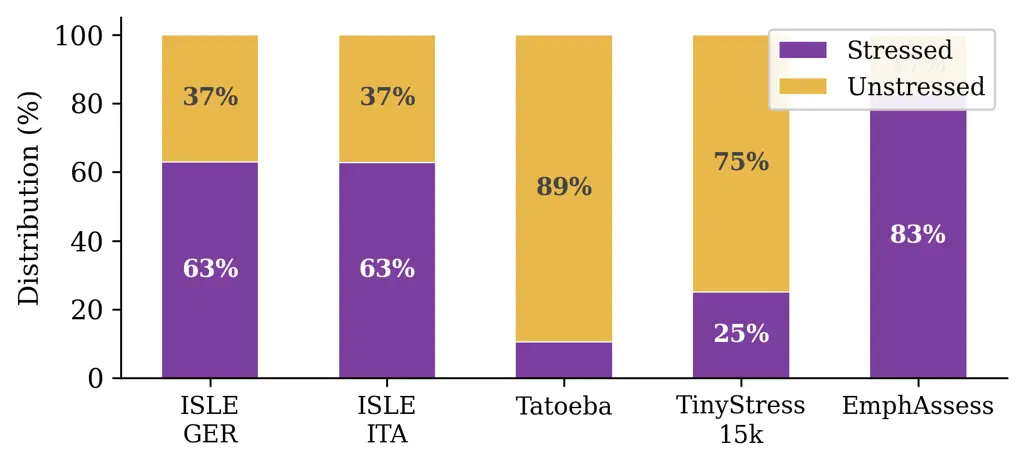 Distribution (%)
100
80
60
40
20
0
37%
63%
37%
63%
89%
75%
25%
83%
Stressed
Unstressed
ISLE
GER
ISLE
ITA
Tatoeba
TinyStress
15k
EmphAssess